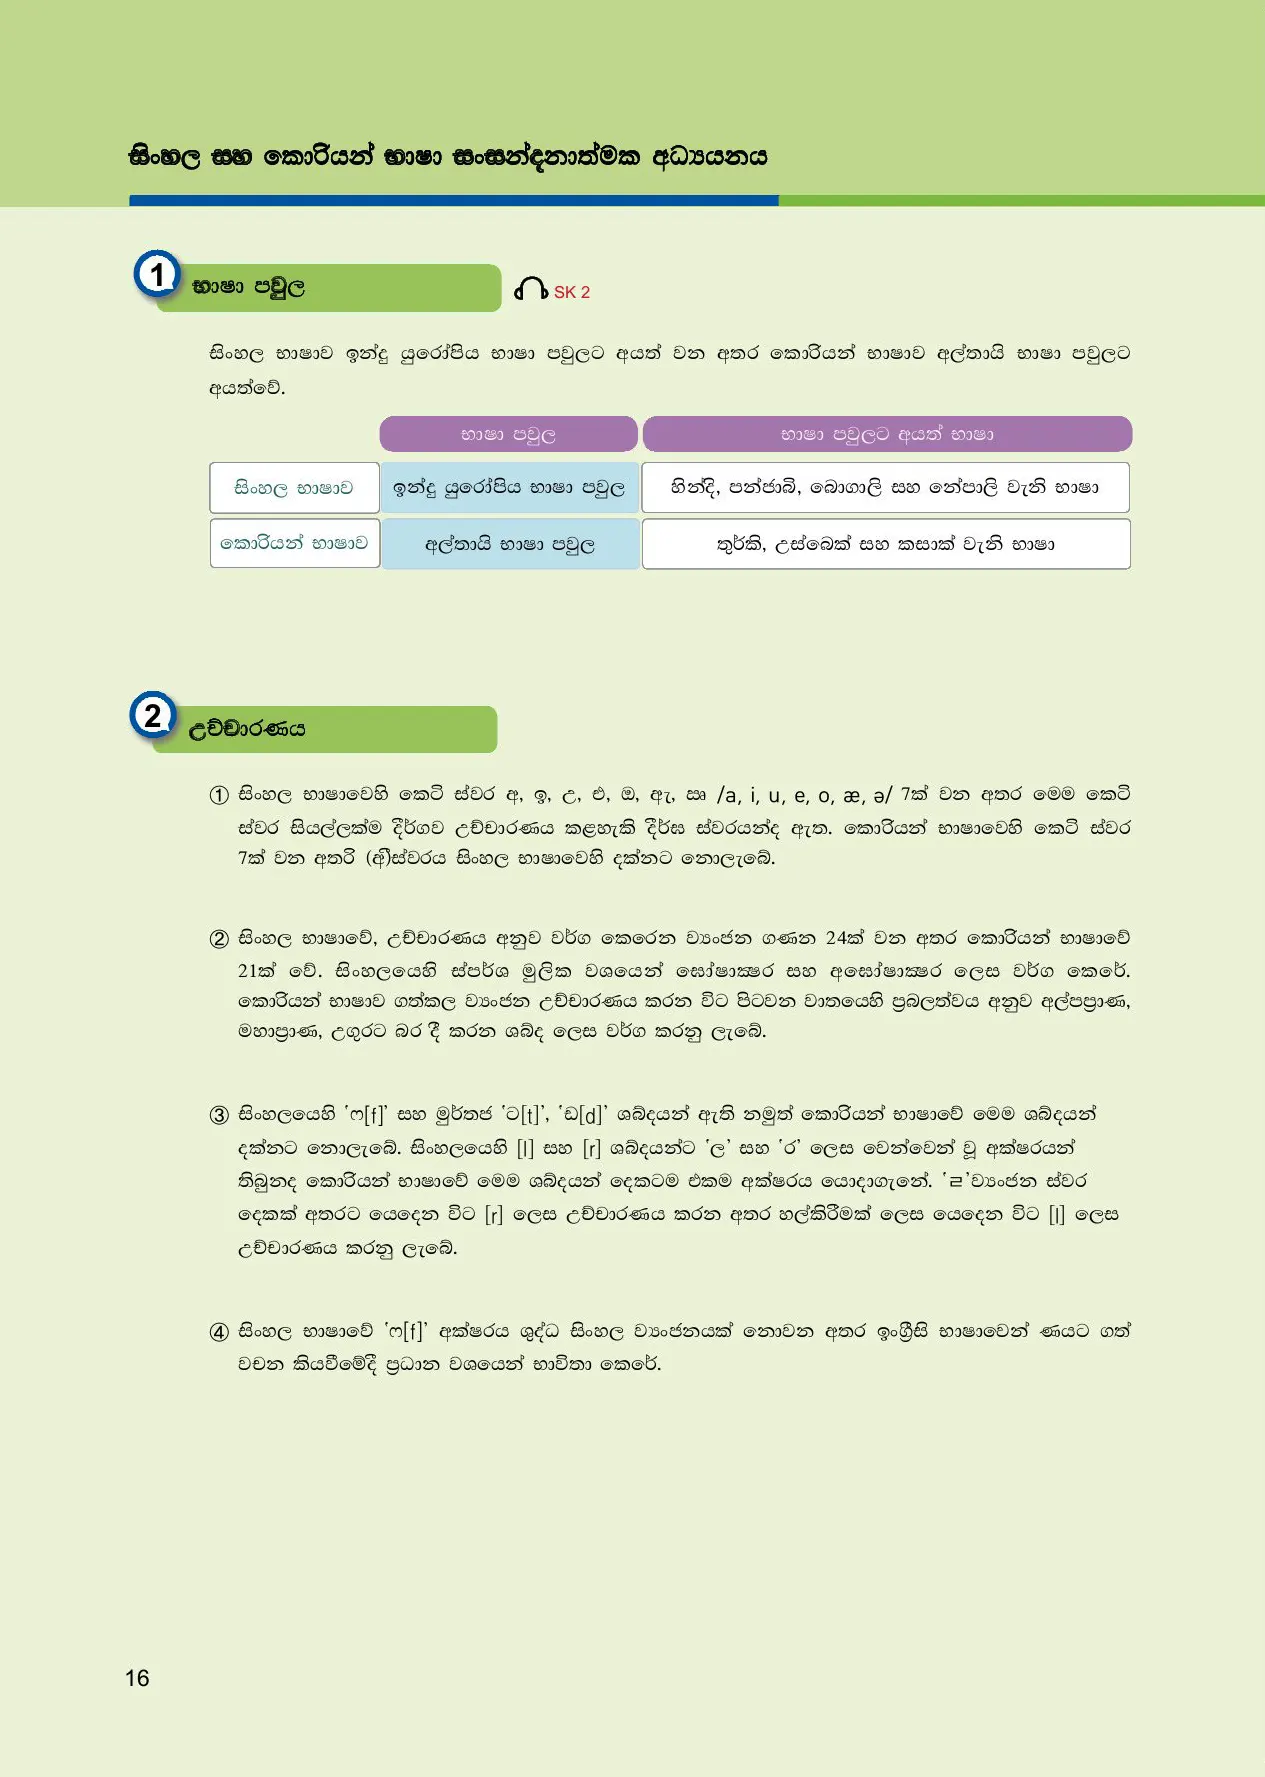 සිංහල සහ කොරියන් භාෂා සංසන්දනාත්මක අධ්‍යයනය
1 භාෂා පවුල
SK 2
සිංහල භාෂාව ඉන්දු යුරෝපිය භාෂා පවුලට අයත් වන අතර කොරියන් භාෂාව අල්තායි භාෂා පවුලට
අයත්වේ.
භාෂා පවුල භාෂා පවුලට අයත් භාෂා
සිංහල භාෂාව ඉන්දු යුරෝපිය භාෂා පවුල හින්දි, පන්ජාබි, බොගාලි සහ නේපාලි වැනි භාෂා
කොරියන් භාෂාව අල්තායි භාෂා පවුල තුර්කි, උස්බෙක් සහ කසාක් වැනි භාෂා
2 උච්චාරණය
① සිංහල භාෂාවෙහි කෙටි ස්වර අ, ඉ, උ, එ, ඔ, ඇ, ඍ /a, i, u, e, o, æ, ə/ 7ක් වන අතර මෙම කෙටි
ස්වර සියල්ලක්ම දීර්ගව උච්චාරණය කළහැකි දීර්ඝ ස්වරයන්ද ඇත. කොරියන් භාෂාවෙහි කෙටි ස්වර
7ක් වන අතරි (අී)ස්වරය සිංහල භාෂාවෙහි දක්නට නොලැබේ.
② සිංහල භාෂාවේ, උච්චාරණය අනුව වර්ග කෙරෙන ව්‍යංජන ගණන 24ක් වන අතර කොරියන් භාෂාවේ
21ක් වේ. සිංහලයෙහි ස්පර්ශ මුලික වශයෙන් ඝෝෂාක්‍ෂර සහ අඝෝෂාක්‍ෂර ලෙස වර්ග කෙරේ.
කොරියන් භාෂාව ගත්කල ව්‍යංජන උච්චාරණය කරන විට පිටවන වාතයෙහි ප්‍රබලත්වය අනුව අල්පප්‍රාණ,
මහාප්‍රාණ, උගුරට බර දී කරන ශබ්ද ලෙස වර්ග කරනු ලැබේ.
③ සිංහලයෙහි ‘ෆ[f]’ සහ මුර්තජ ‘ට[t]’, ‘ඩ[d]’ ශබ්දයන් ඇති නමුත් කොරියන් භාෂාවේ මෙම ශබ්දයන්
දක්නට නොලැබේ. සිංහලයෙහි [l] සහ [r] ශබ්දයන්ට ‘ල’ සහ ‘ර’ ලෙස වෙන්වෙන් වූ අක්ෂරයන්
තිබුනද කොරියන් භාෂාවේ මෙම ශබ්දයන් දෙකටම එකම අක්ෂරය යොදාගැනේ. ‘ㄹ’ව්‍යංජන ස්වර
දෙකක් අතරට යෙදෙන විට [r] ලෙස උච්චාරණය කරන අතර හල්කිරීමක් ලෙස යෙදෙන විට [l] ලෙස
උච්චාරණය කරනු ලැබේ.
④ සිංහල භාෂාවේ ‘ෆ[f]’ අක්ෂරය ශුද්ධ සිංහල ව්‍යංජනයක් නොවන අතර ඉංග්‍රීසි භාෂාවෙන් ණයට ගත්
වචන කියවීමේදී ප්‍රධාන වශයෙන් භාවිතා කෙරේ.
16